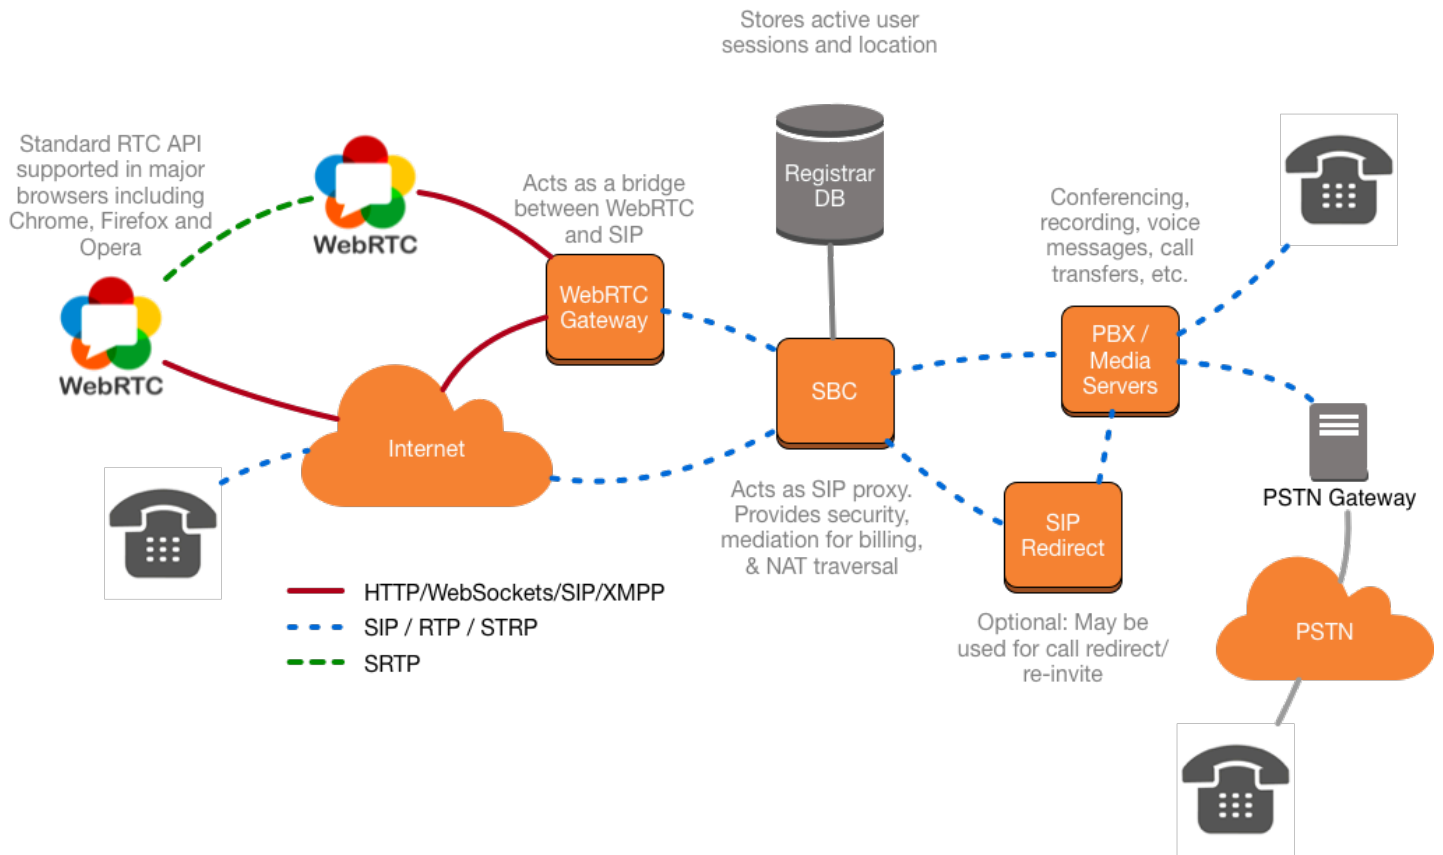 Stores active user
sessions and location
Standard RTC API
supported in major
browsers including
Chrome, Firefox and
Opera
WebRTC
WebRTC
Acts as a bridge
between WebRTC
and SIP
WebRTC
Gateway
Registrar
DB
Conferencing,
recording, voice
messages, call
transfers, etc.
PBX /
Media
Servers
SBC
Internet
Acts as SIP proxy.
Provides security,
mediation for billing,
& NAT traversal
SIP
Redirect
Optional: May be
used for call redirect/
re-invite
PSTN Gateway
PSTN
HTTP/WebSockets/SIP/XMPP
SIP / RTP / STRP
SRTP